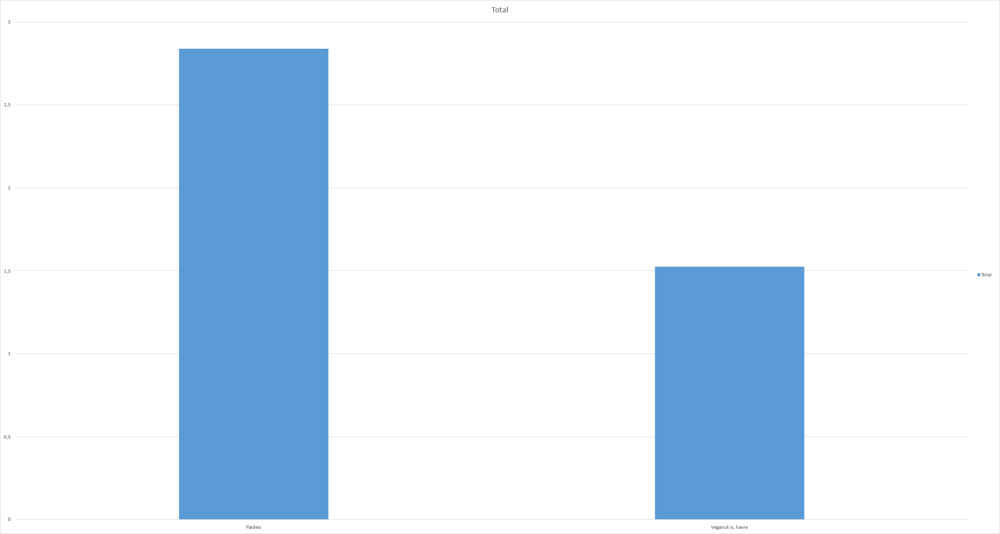 Total
3
2,5
2
1,5
1
0,5
0
Flødeis
Vegansk is, havre
Total